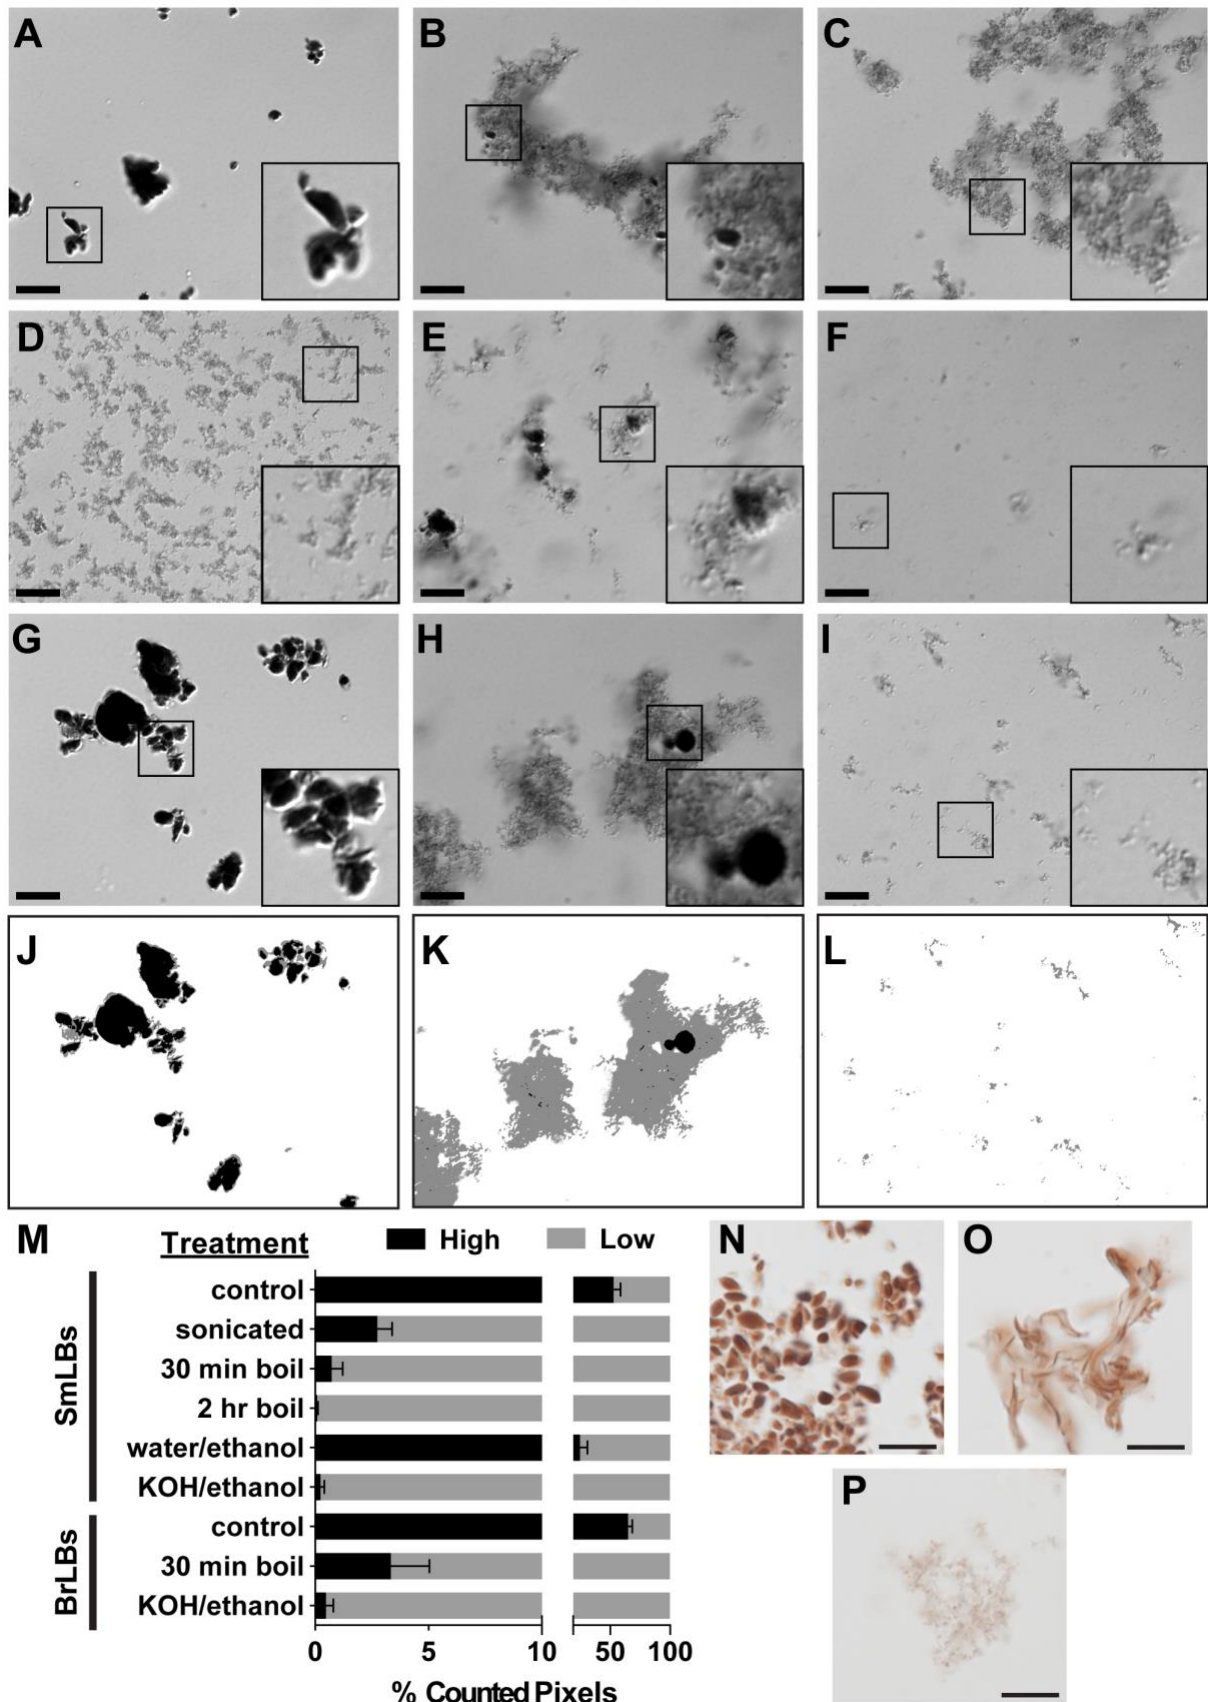 A
B
C
D
E
F
G
H
I
J
K
L
M
Treatment
High
Low
N
O
SmLBs
control
sonicated
30 min boil
2 hr boil
water/ethanol
KOH/ethanol
P
BrLBs
control
30 min boil
KOH/ethanol
0
5
10
50
100
% Counted Pixels